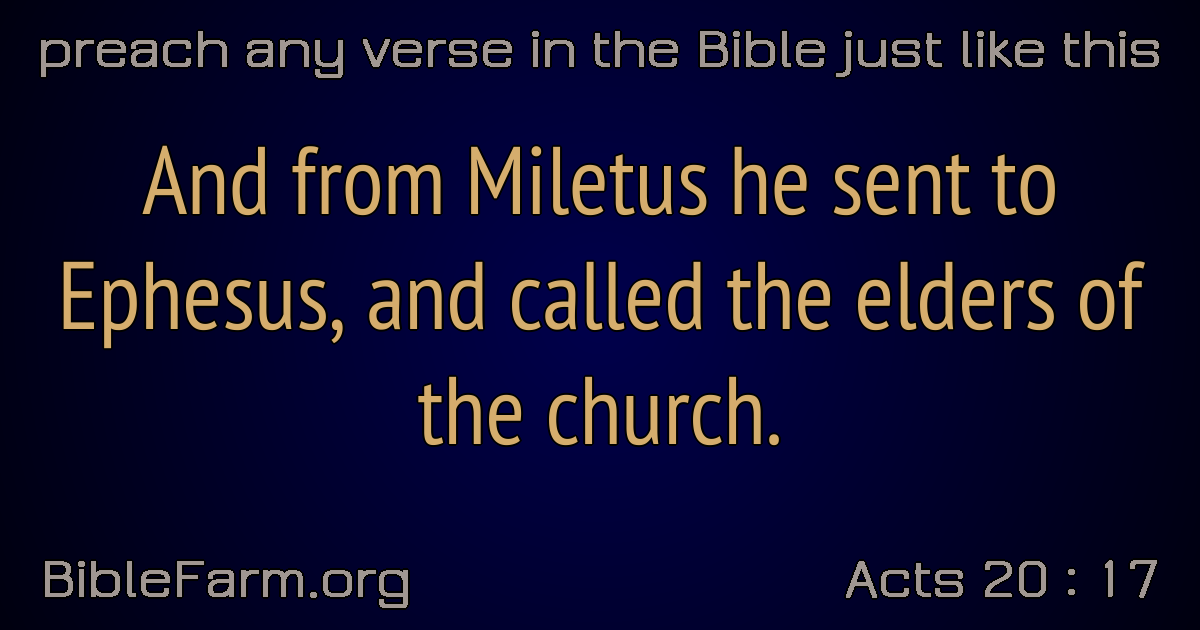 preach any verse in the Bible just like this
And from Miletus he sent to
Ephesus, and called the elders of
the church.
BibleFarm.org
Acts 20 : 17